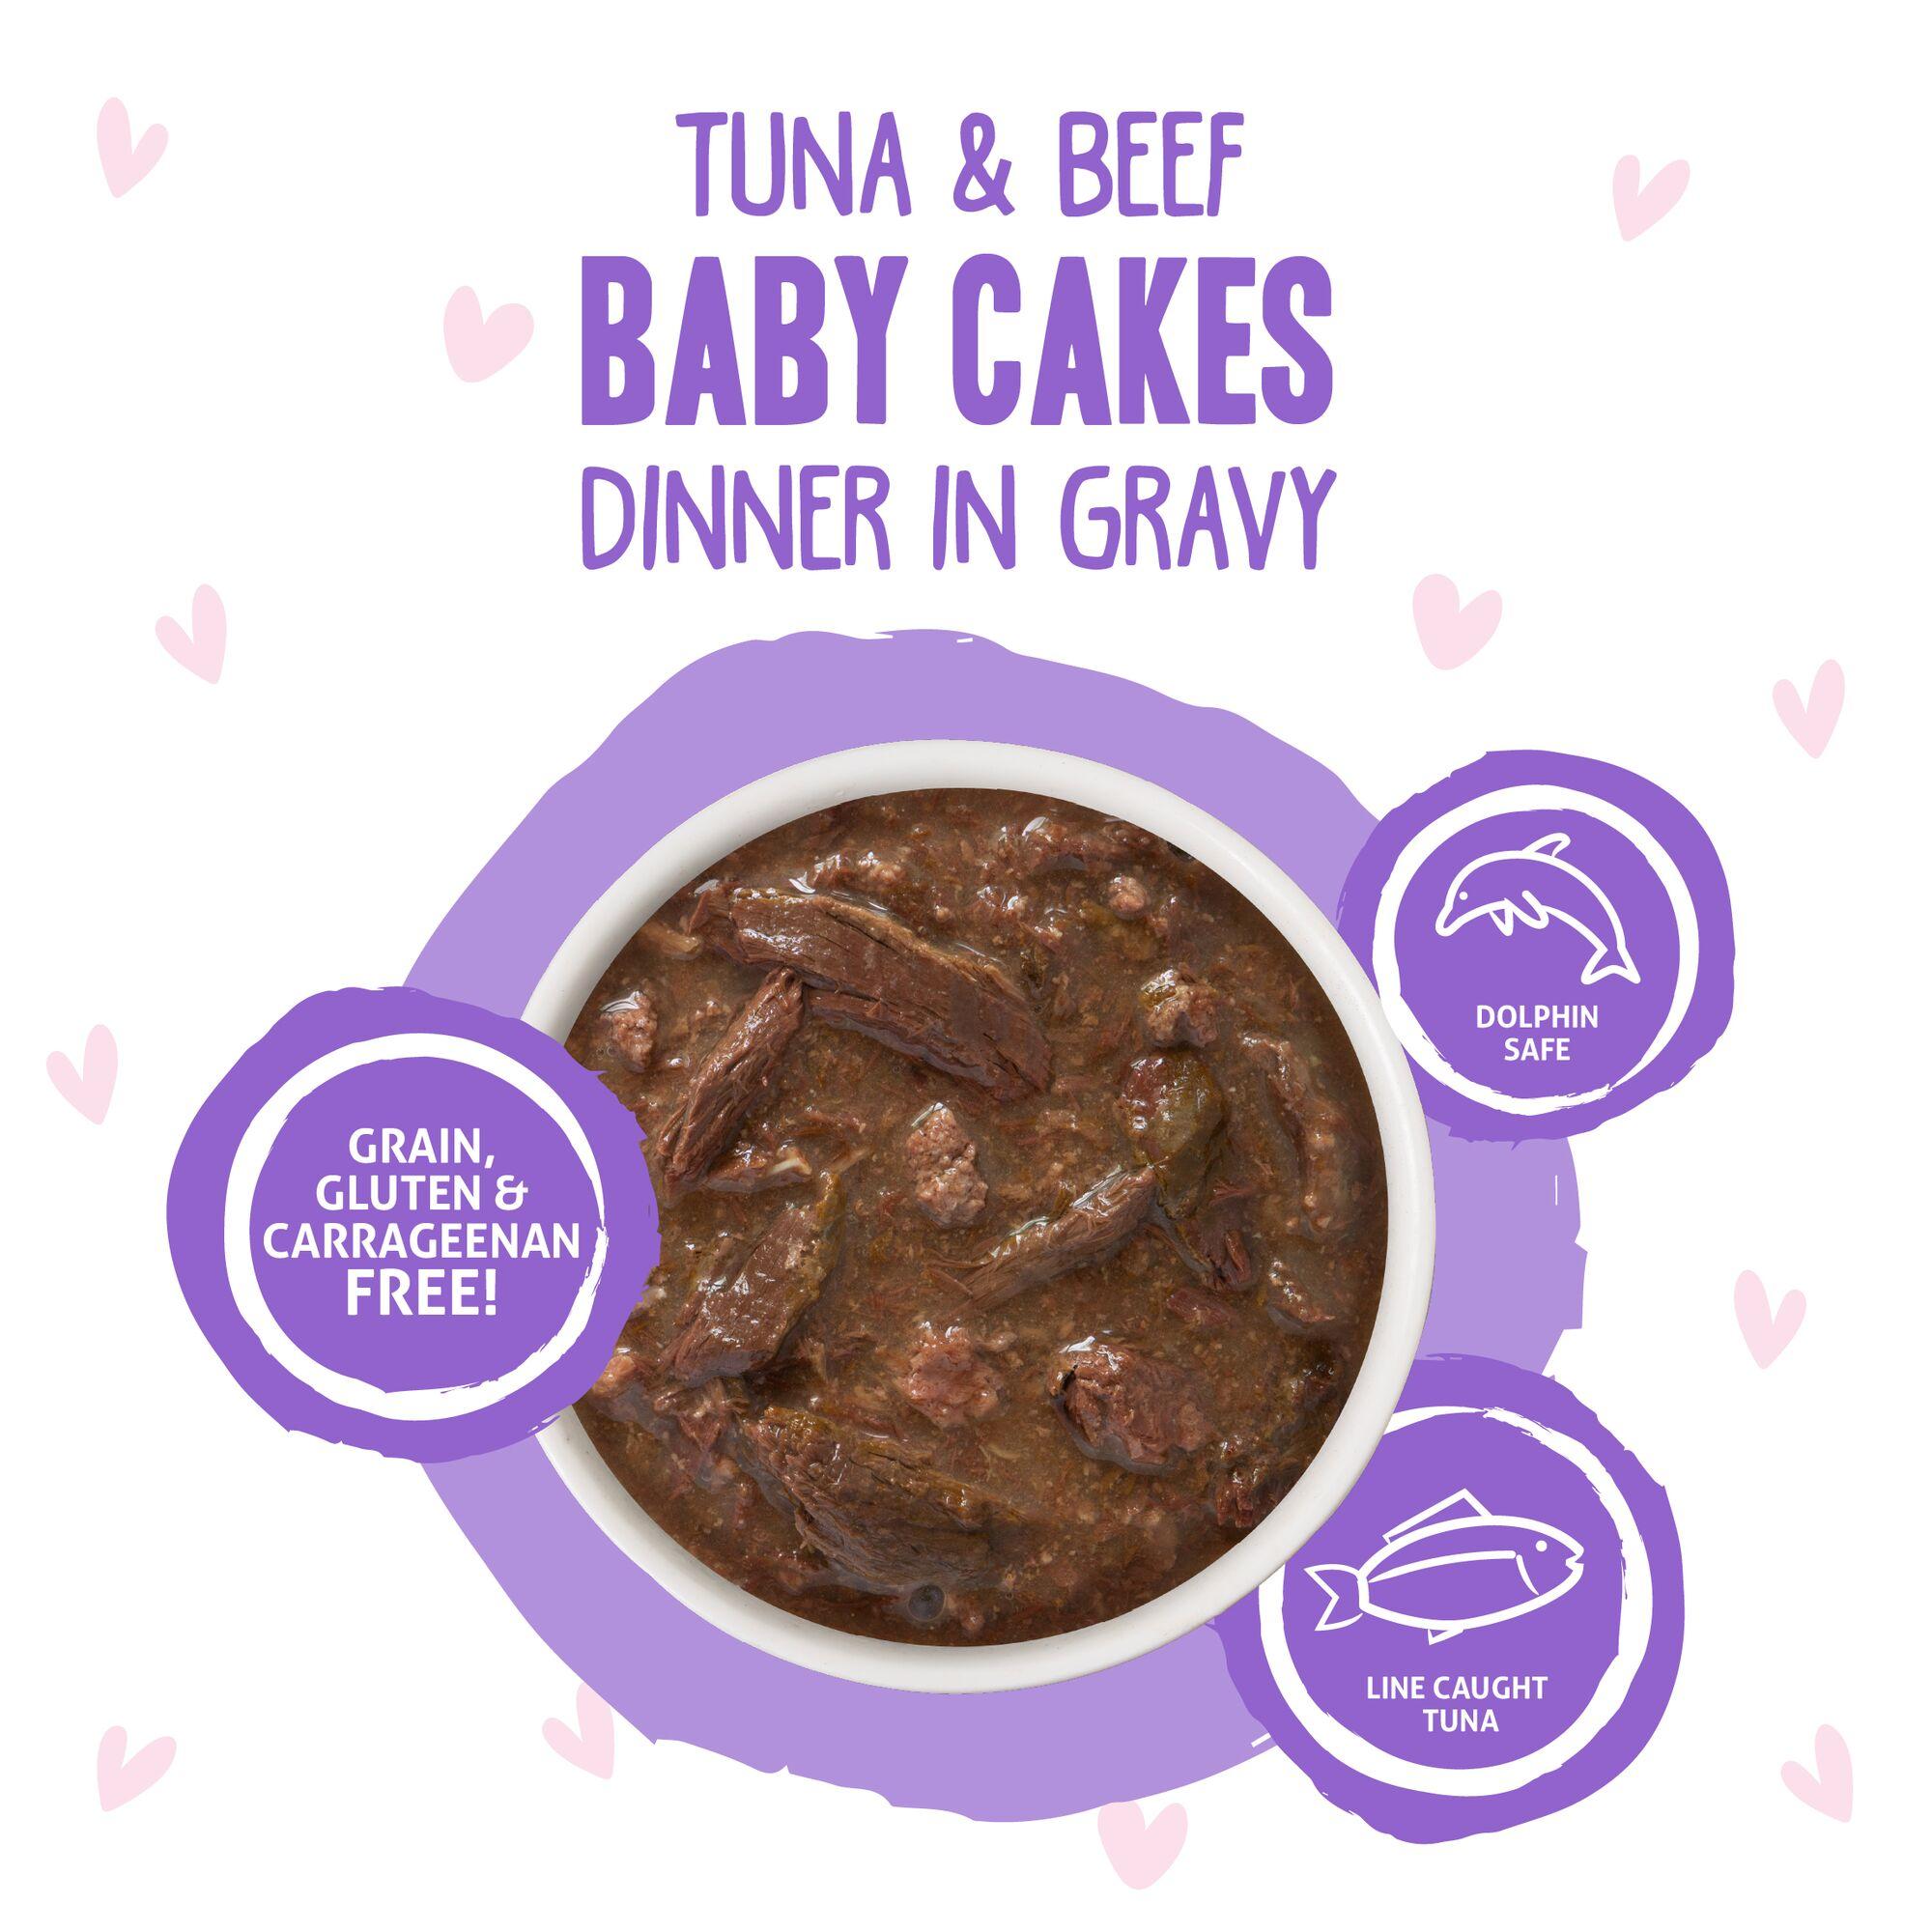 TUNA & BEEF
BABY CAKES
DINNER IN GRAVY
DOLPHIN
SAFE
GRAIN,
GLUTEN &
CARRAGEENAN
FREE!
LINE CAUGHT
TUNA